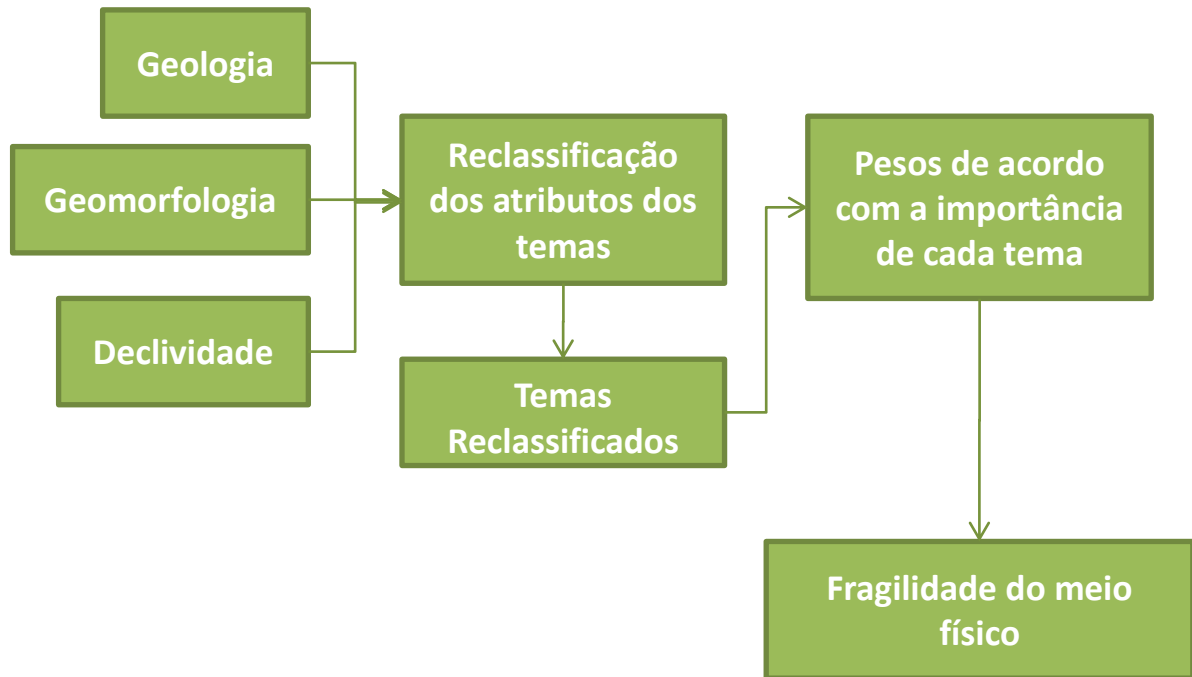 Geologia
Geomorfologia
Declividade
Reclassificação
dos atributos dos
temas
Temas
Reclassificados
Pesos de acordo
com a importância
de cada tema
Fragilidade do meio
físico